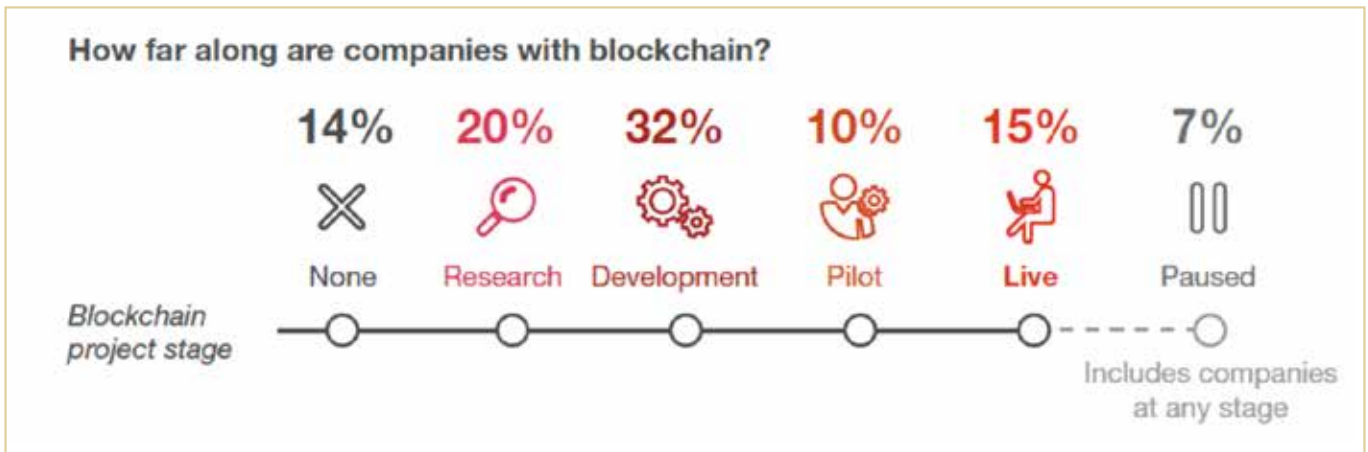 How far along are companies with blockchain?
14% 20% 32% 10% 15% 7%
None Research Development Pilot Live Paused
Blockchain
project stage
Includes companies
at any stage